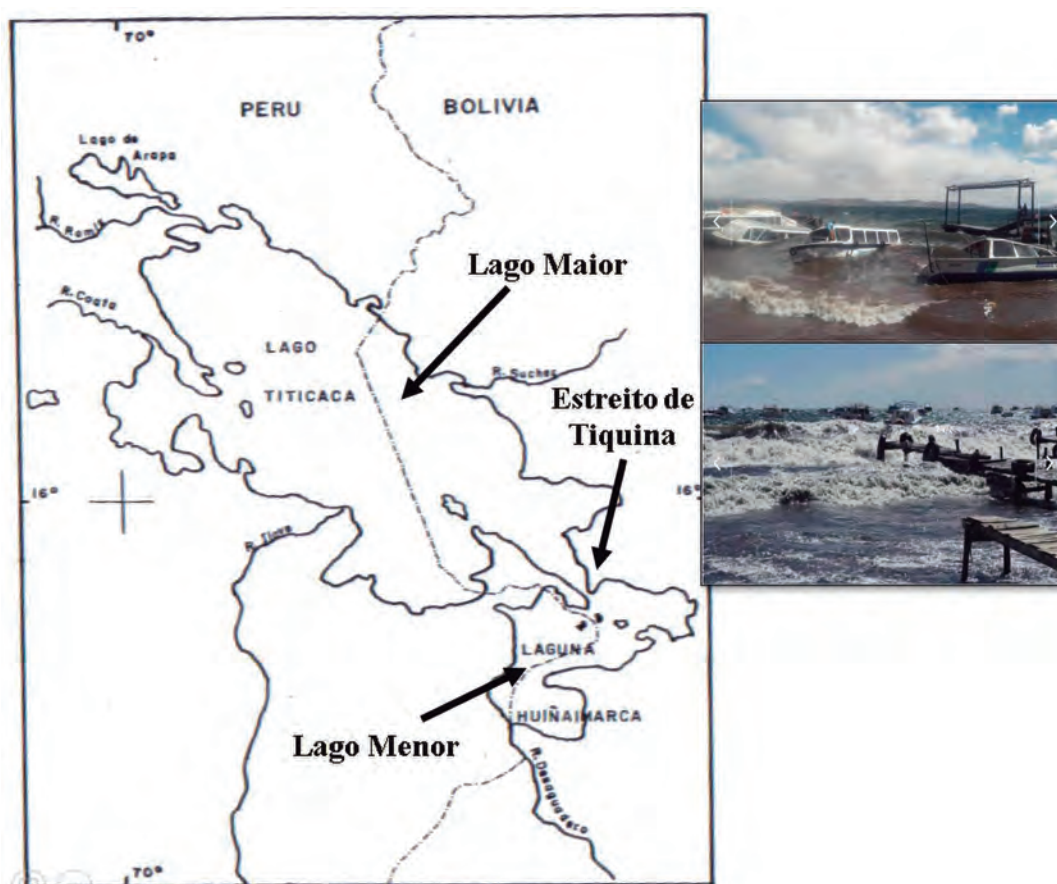 70°
PERU
BOLIVIA
Lago de
Arapa
R. Ramis
Lago Maior
R. Coata
LAGO
TITICACA
R. Suches
Estreito de
Tiquina
16°
16°
R. Ilave
LAGUNA
HUIÑAIMARCA
Lago Menor
R. Desaguadero
70°